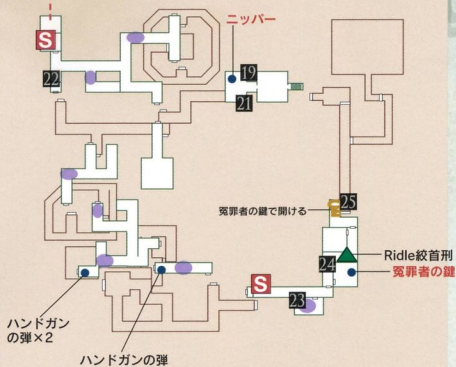 ニッパー
S
22
19
21
冤罪者の鍵で開ける
25
Ridle絞首刑
24
冤罪者の鍵
S
23
ハンドガン
の弾×2
ハンドガンの弾